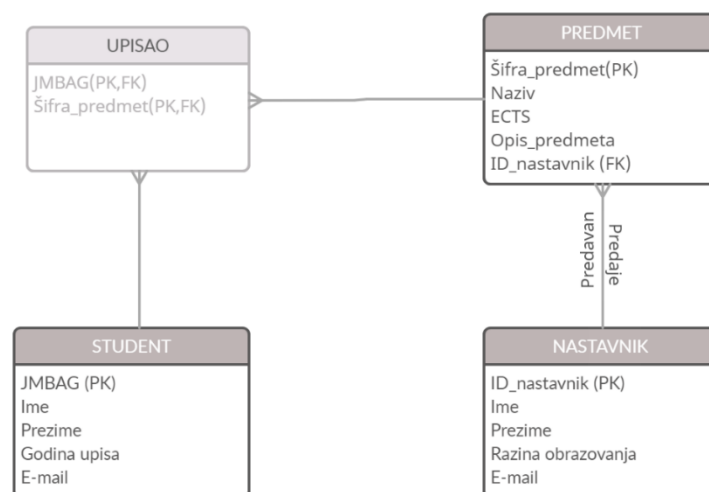 UPISAO
JMBAG(PK,FK)
Šifra_predmet(PK,FK)
PREDMET
Šifra_predmet(PK)
Naziv
ECTS
Opis_predmeta
ID_nastavnik (FK)
Predavan
Predaje
STUDENT
JMBAG (PK)
Ime
Prezime
Godina upisa
E-mail
NASTAVNIK
ID_nastavnik (PK)
Ime
Prezime
Razina obrazovanja
E-mail